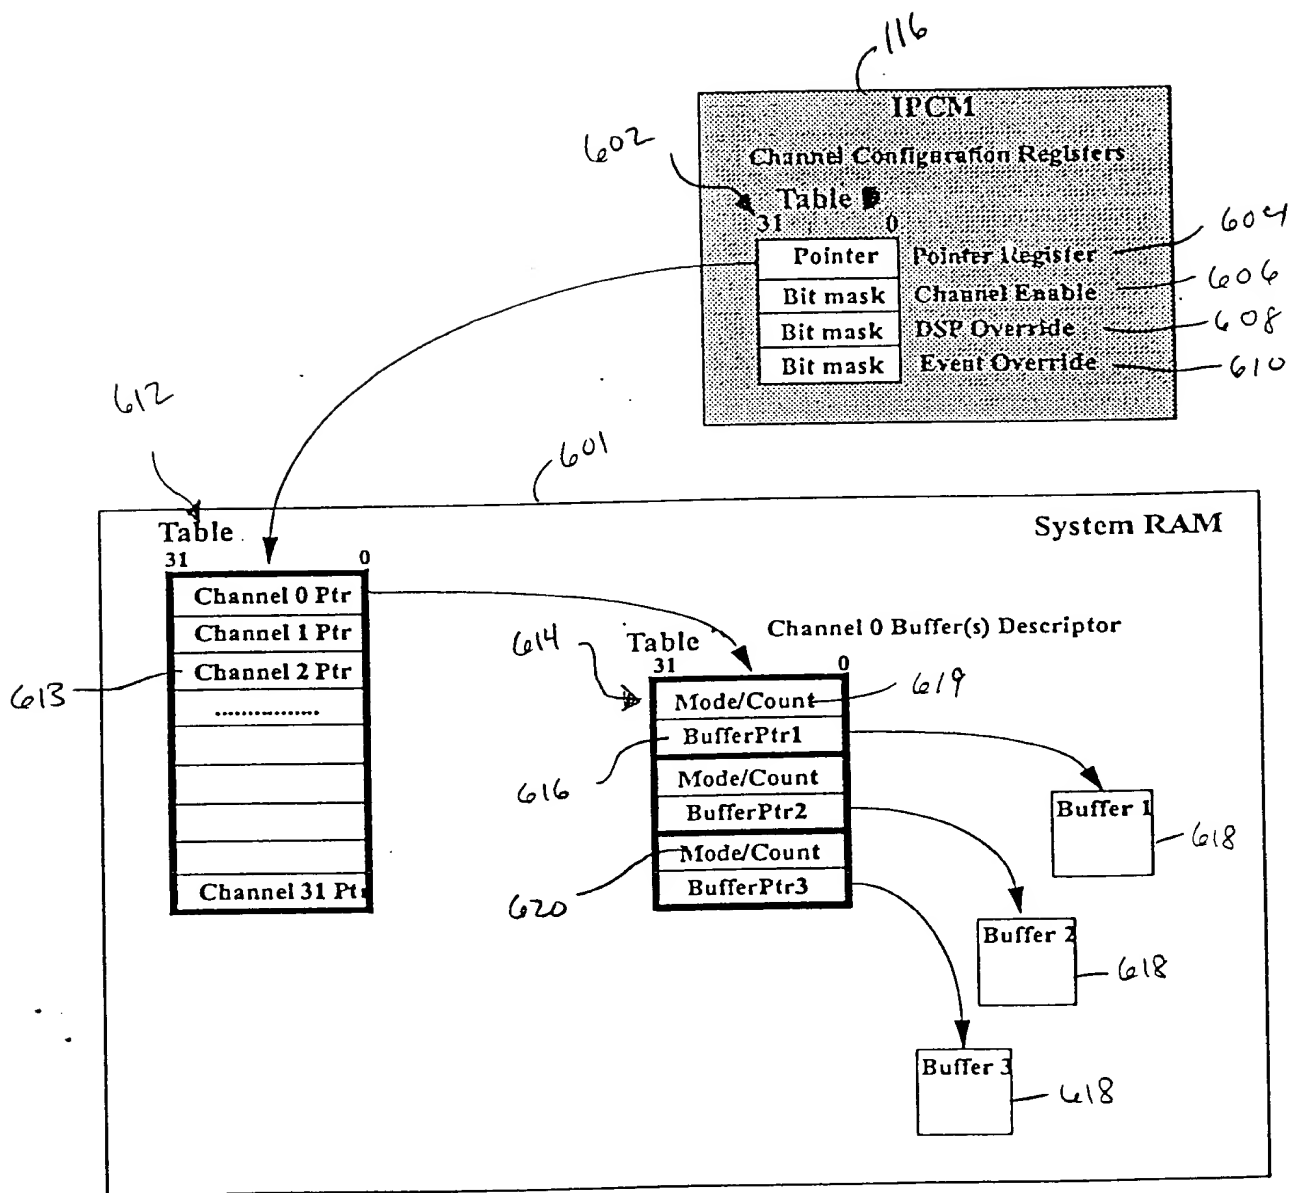 116
IPCM
602
Channel Configuration Registers
Table
31 0
604
Pointer Pointer Register
606
Bit mask Channel Enable
608
Bit mask DSP Override
Bit mask Event Override
610
612
601
Table
System RAM
31 0
Channel 0 Ptr
Channel 1 Ptr
613
Channel 2 Ptr
................
Channel 31 Ptr
614
Table
Channel 0 Buffer(s) Descriptor
31 0
619
Mode/Count
616
BufferPtr1
Mode/Count
BufferPtr2
620
Mode/Count
BufferPtr3
Buffer 1
618
Buffer 2
618
Buffer 3
618